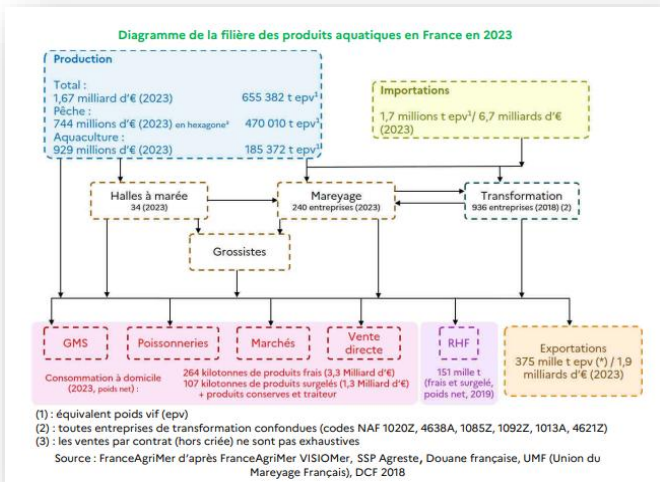 Diagramme de la filière des produits aquatiques en France en 2023
Production
Total :
1,67 milliard d'€ (2023) 655 382 t epv¹
Pêche :
744 millions d'€ (2023) en hexagone³ 470 010 t epv¹
Aquaculture :
929 millions d'€ (2023) 185 372 t epv¹
Importations
1,7 millions t epv¹/ 6,7 milliards d'€
(2023)
Halles à marée
34 (2023)
Mareyage
240 entreprises (2023)
Transformation
936 entreprises (2018) (2)
Grossistes
GMS
Poissonneries
Marchés
Vente
directe
RHF
Exportations
375 mille t epv (*) / 1,9
milliards d'€ (2023)
Consommation à domicile
(2023, poids net) :
264 kilotonnes de produits frais (3,3 Milliard d'€)
107 kilotonnes de produits surgelés (1,3 Milliard d'€)
+ produits conserves et traiteur
151 mille t
(frais et surgelé,
poids net, 2019)
(1) : équivalent poids vif (epv)
(2) : toutes entreprises de transformation confondues (codes NAF 1020Z, 4638A, 1085Z, 1092Z, 1013A, 4621Z)
(3) : les ventes par contrat (hors criée) ne sont pas exhaustives
Source : FranceAgriMer d'après FranceAgriMer VISIOMer, SSP Agreste, Douane française, UMF (Union du
Mareyage Français), DCF 2018